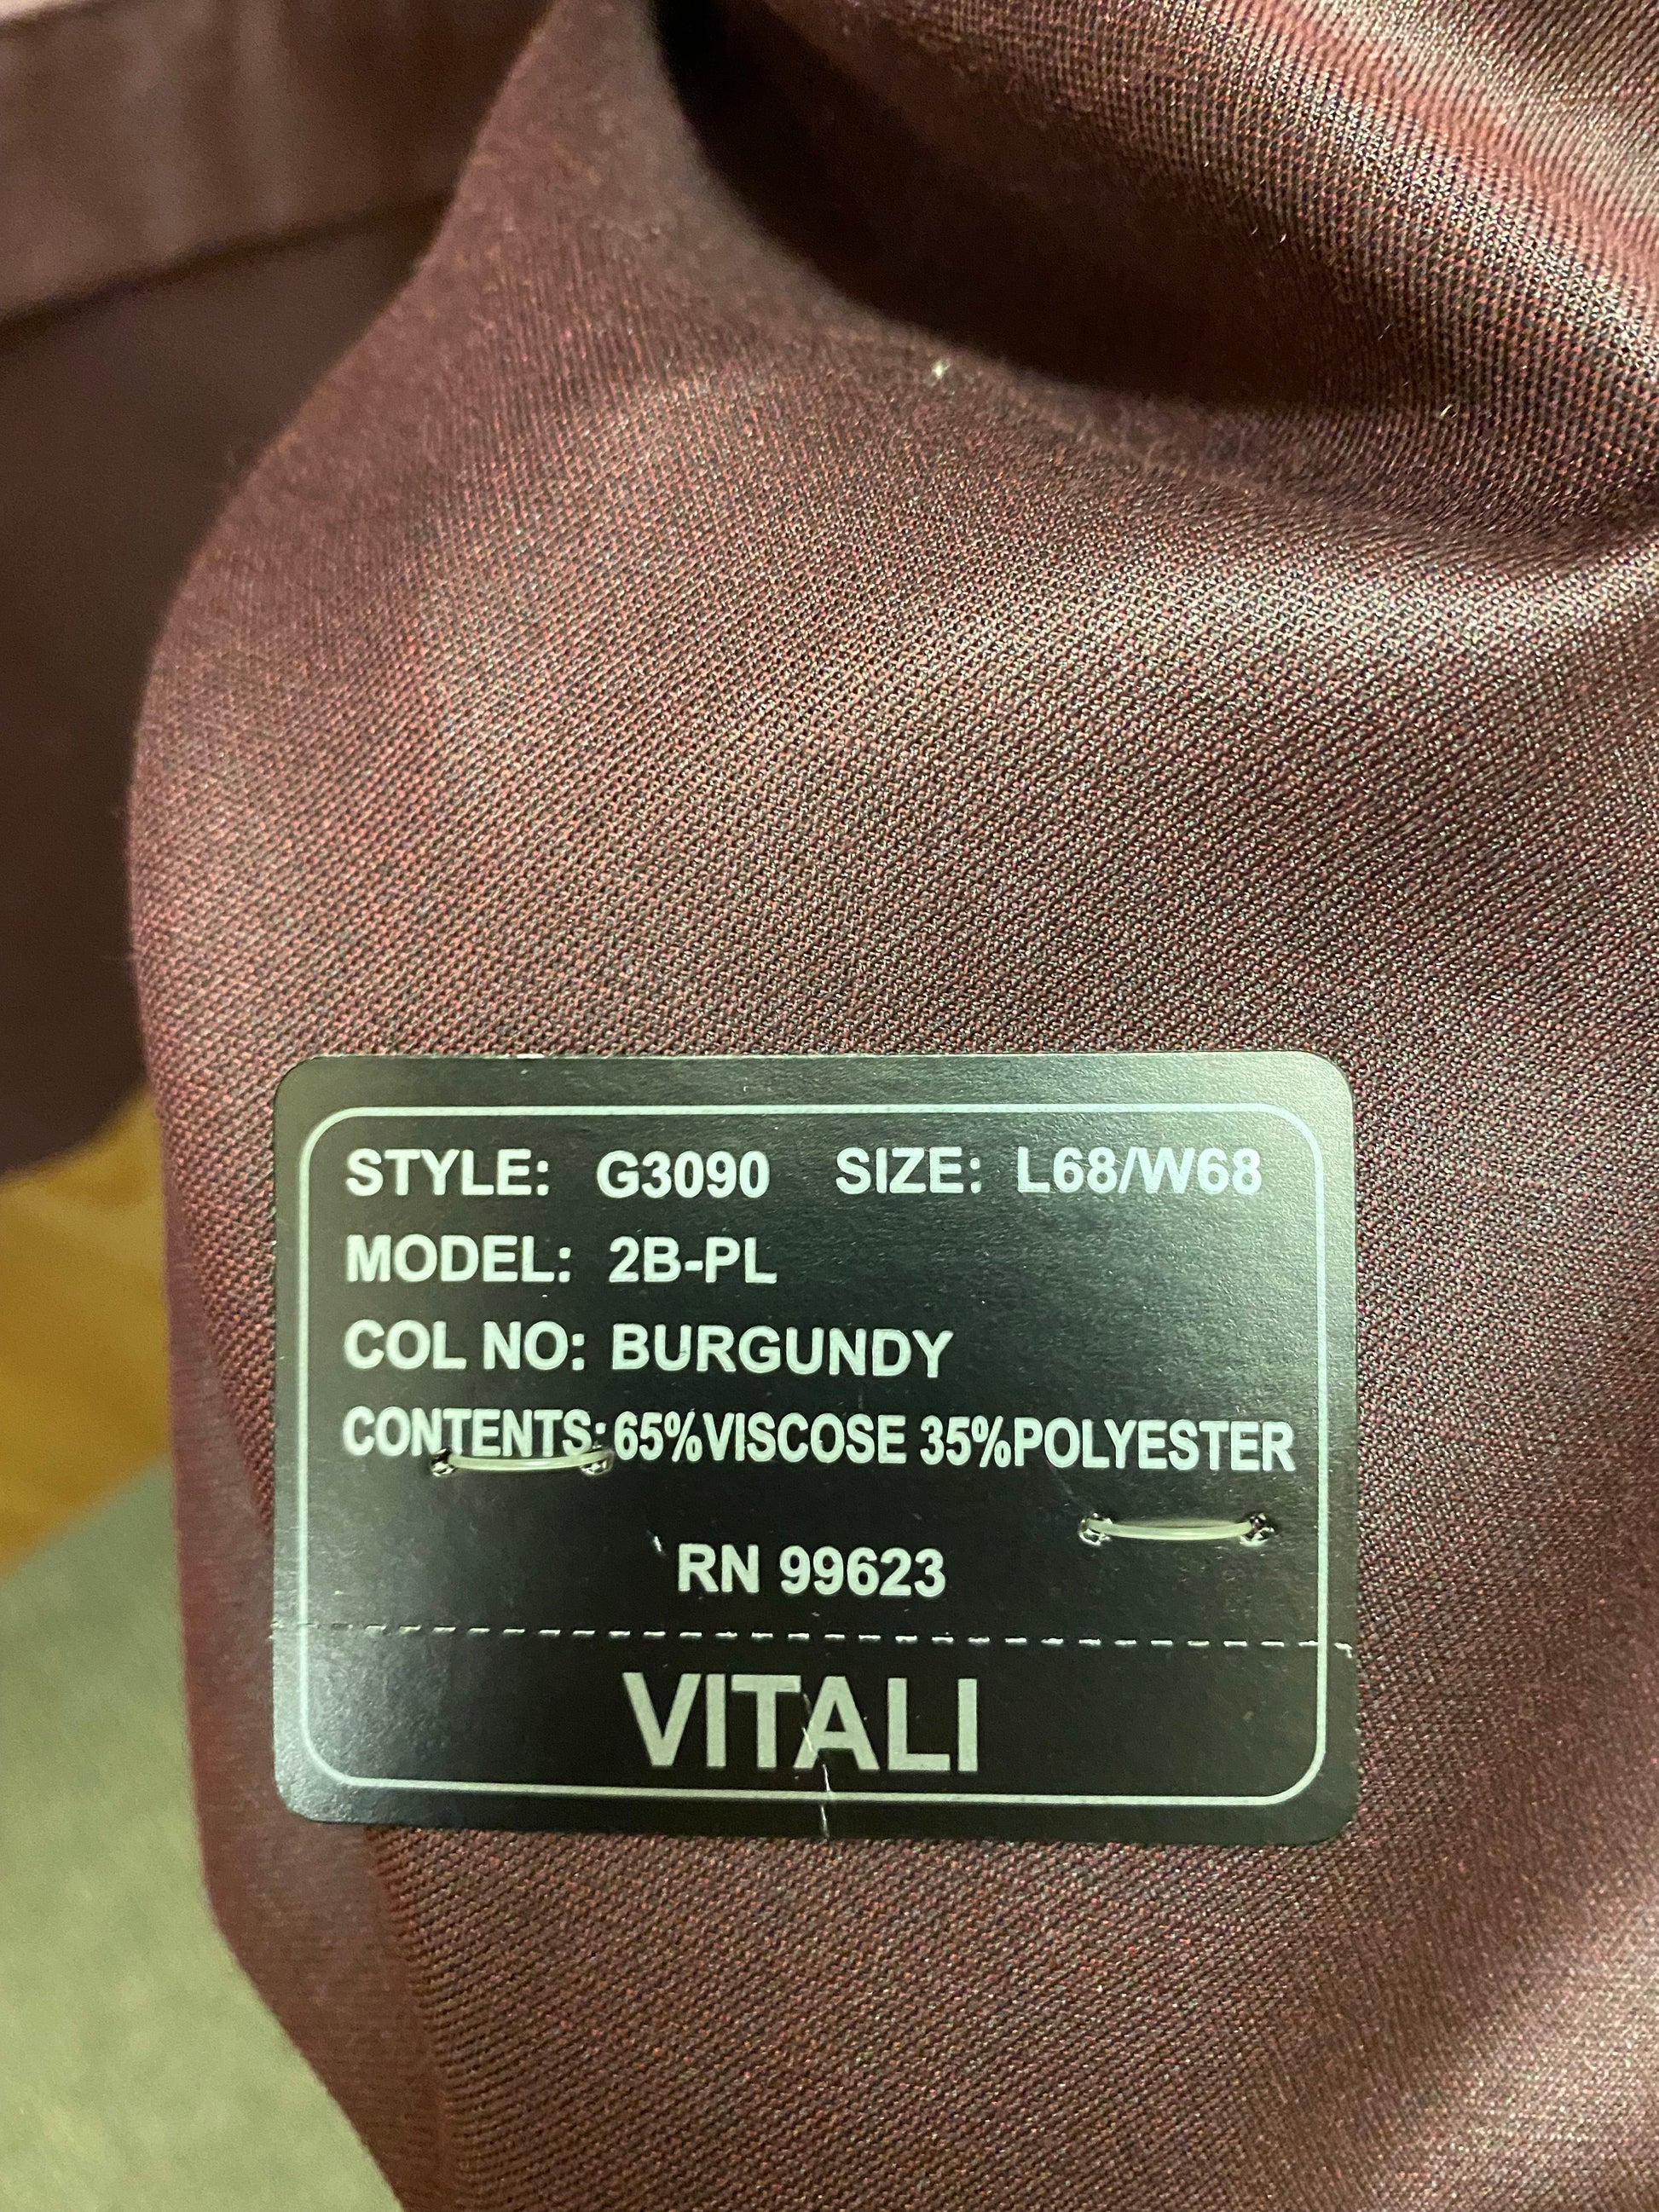 STYLE: G3090 SIZE: L68/W68
MODEL: 2B-PL
COL NO: BURGUNDY
CONTENTS: 65%VISCOSE 35%POLYESTER
RN 99623
VITALI